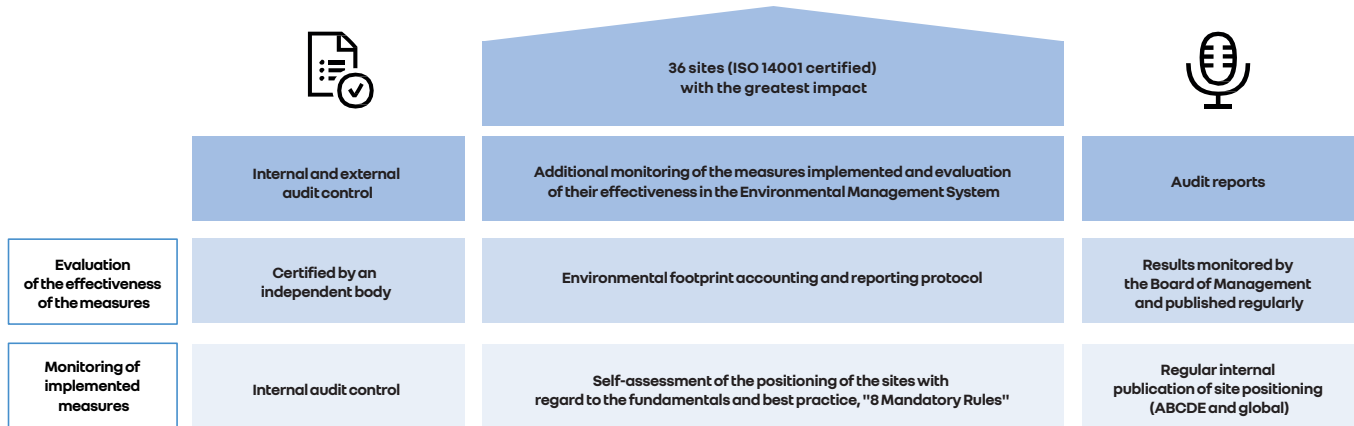 36 sites (ISO 14001 certified)
with the greatest impact
Internal and external
audit control
Additional monitoring of the measures implemented and evaluation
of their effectiveness in the Environmental Management System
Audit reports
Evaluation
of the effectiveness
of the measures
Certified by an
independent body
Environmental footprint accounting and reporting protocol
Results monitored by
the Board of Management
and published regularly
Monitoring of
implemented
measures
Internal audit control
Self-assessment of the positioning of the sites with
regard to the fundamentals and best practice, "8 Mandatory Rules"
Regular internal
publication of site positioning
(ABCDE and global)